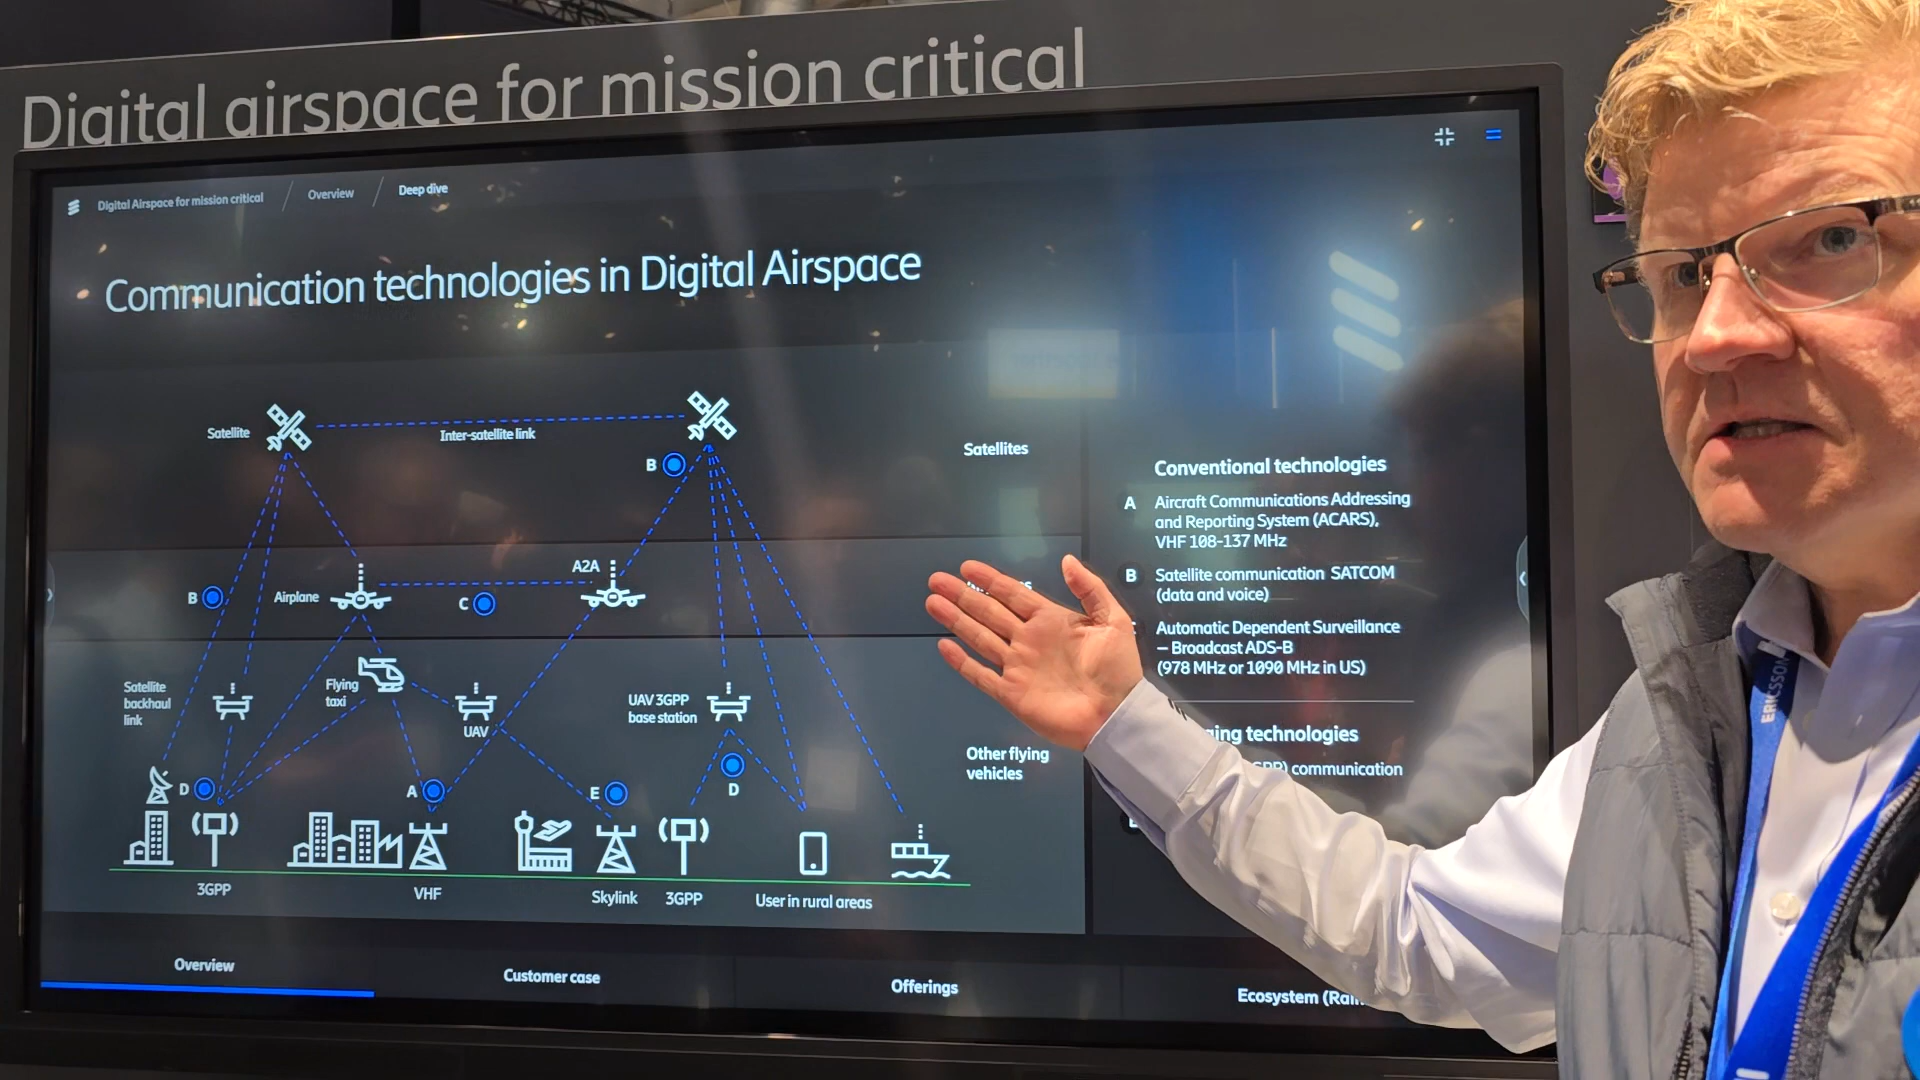 Digital airspace for mission critical
Digital Airspace for mission critical
Overview
Deep dive
Communication technologies in Digital Airspace
Satellite
Inter-satellite link
B
Satellites
A2A
B
Airplane
C
Satellite
backhaul
link
Flying
taxi
UAV
UAV 3GPP
base station
Other flying
vehicles
D
A
E
D
3GPP
VHF
Skylink
3GPP
User in rural areas
Conventional technologies
A Aircraft Communications Addressing
and Reporting System (ACARS),
VHF 108-137 MHz
B Satellite communication SATCOM
(data and voice)
Automatic Dependent Surveillance
– Broadcast ADS-B
(978 MHz or 1090 MHz in US)
technologies
communication
Overview
Customer case
Offerings
Ecosystem
ERICSSON